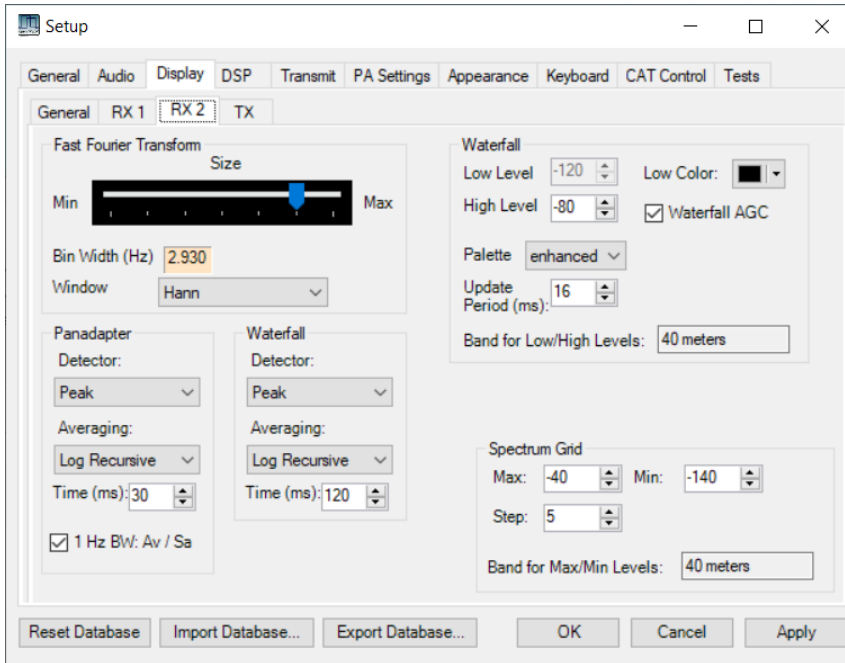 Setup
General Audio Display DSP Transmit PA Settings Appearance Keyboard CAT Control Tests
General RX 1 RX 2 TX
Fast Fourier Transform
Size
Min Max
Bin Width (Hz) 2.930
Window Hann
Waterfall
Low Level -120 Low Color:
High Level -80 Waterfall AGC
Palette enhanced
Update
Period (ms): 16
Band for Low/High Levels: 40 meters
Panadapter
Detector:
Peak
Averaging:
Log Recursive
Time (ms): 30
1 Hz BW: Av / Sa
Waterfall
Detector:
Peak
Averaging:
Log Recursive
Time (ms): 120
Spectrum Grid
Max: -40 Min: -140
Step: 5
Band for Max/Min Levels: 40 meters
Reset Database Import Database... Export Database... OK Cancel Apply